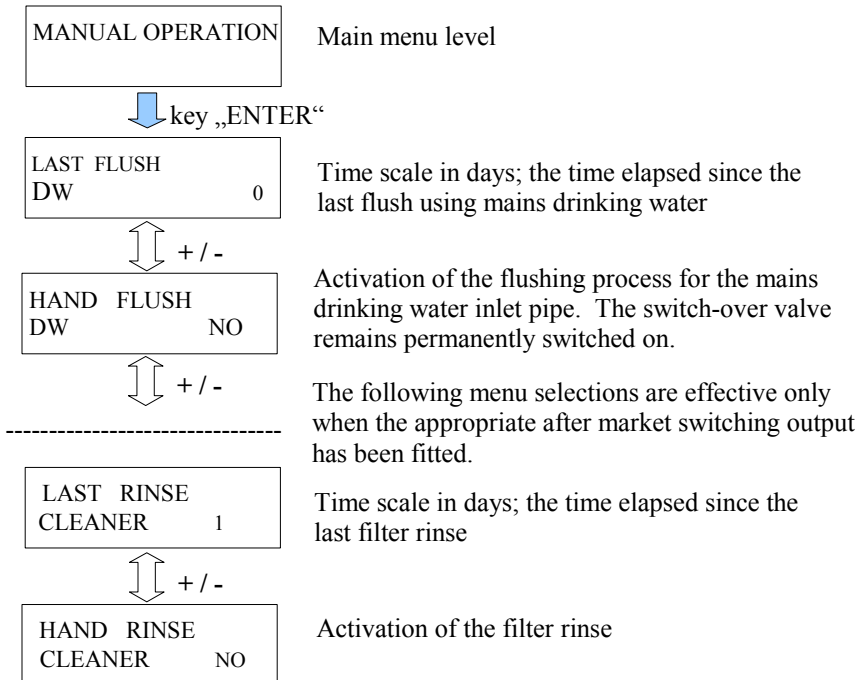 MANUAL OPERATION
Main menu level
key „ENTER“
LAST FLUSH
DW 0
Time scale in days; the time elapsed since the
last flush using mains drinking water
+ / -
HAND FLUSH
DW NO
Activation of the flushing process for the mains
drinking water inlet pipe. The switch-over valve
remains permanently switched on.
+ / -
The following menu selections are effective only
when the appropriate after market switching output
has been fitted.
--------------------------------
LAST RINSE
CLEANER 1
Time scale in days; the time elapsed since the
last filter rinse
+ / -
HAND RINSE
CLEANER NO
Activation of the filter rinse